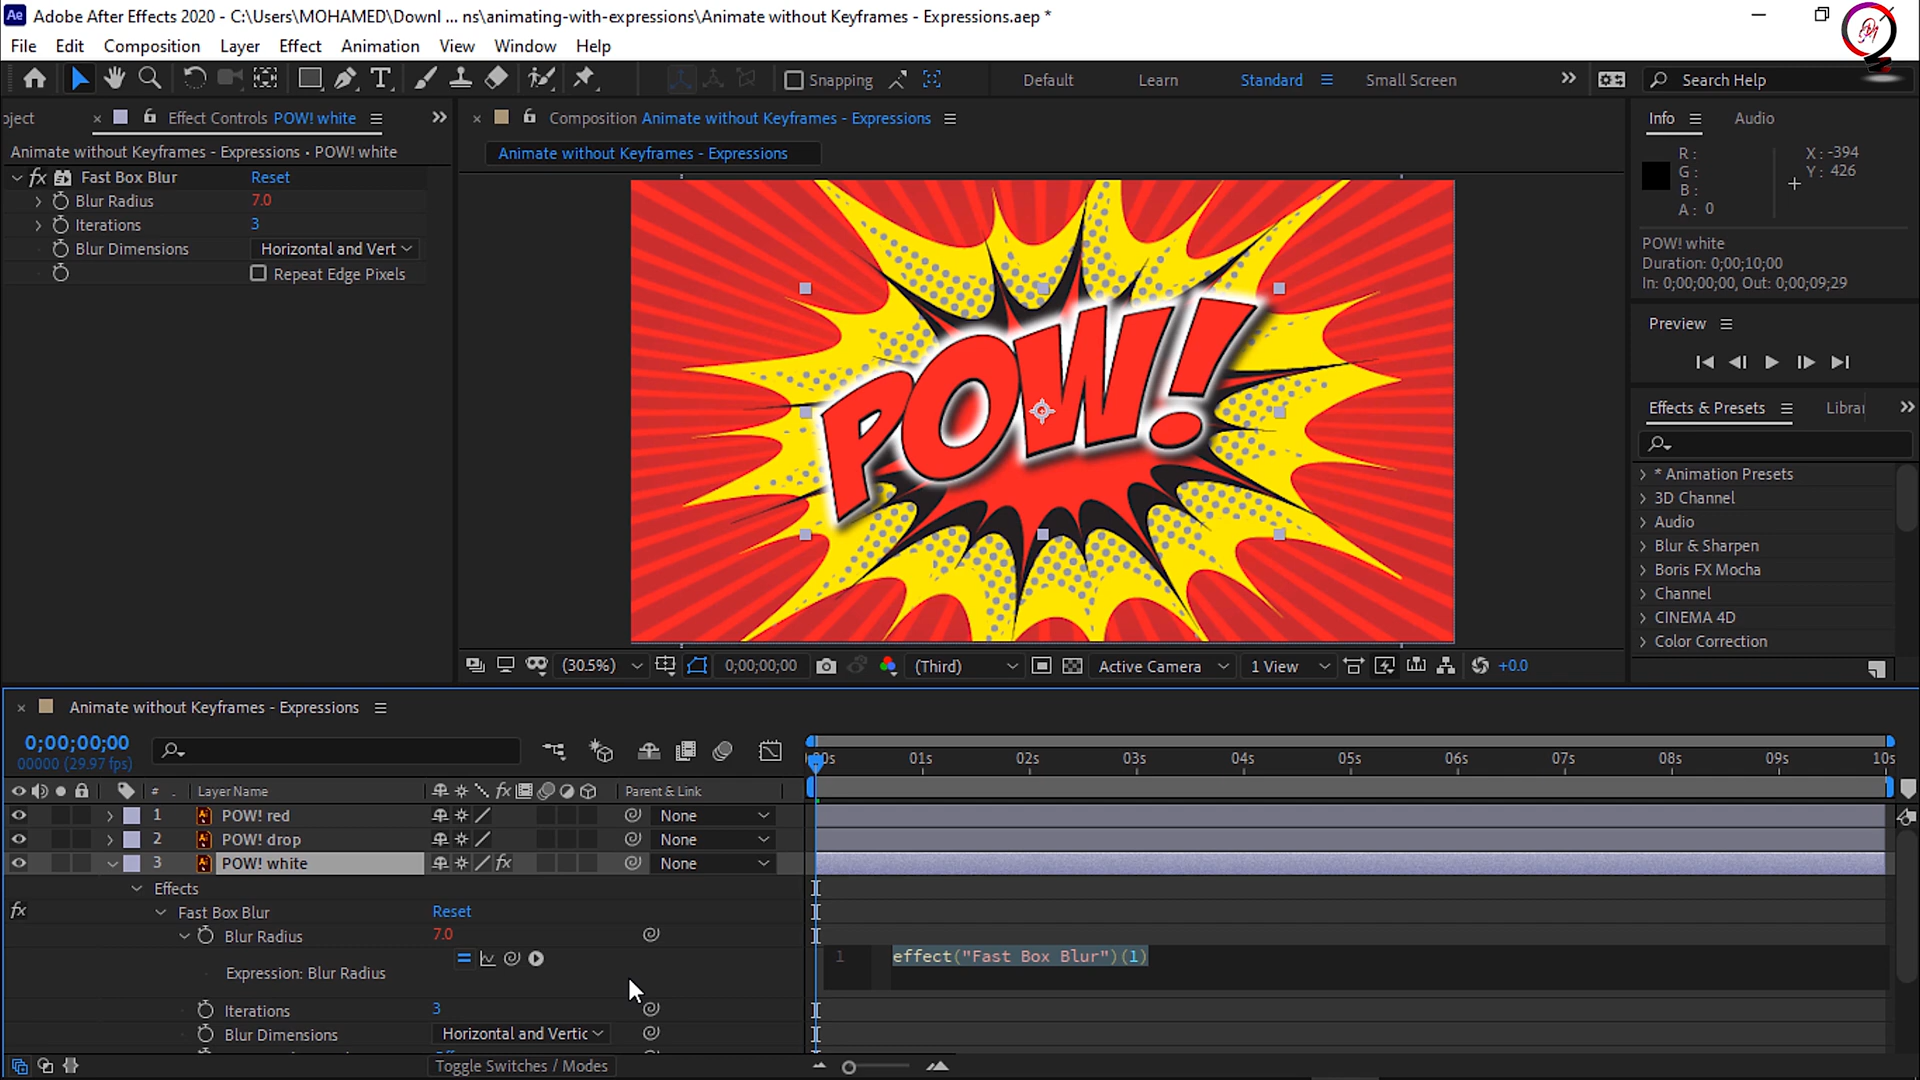 Adobe After Effects 2020 - C:\Users\MOHAMED\Downl ... ns\animating-with-expressions\Animate without Keyframes - Expressions.aep *
File Edit Composition Layer Effect Animation View Window Help
Snapping Default Learn Standard Small Screen Search Help
oject Effect Controls POW! white
Animate without Keyframes - Expressions • POW! white
fx Fast Box Blur Reset
Blur Radius 7.0
Iterations 3
Blur Dimensions Horizontal and Vert
Repeat Edge Pixels
Composition Animate without Keyframes - Expressions
Animate without Keyframes - Expressions
POW!
(30.5%) 0;00;00;00 (Third) Active Camera 1 View +0.0
Info Audio
R :
G :
B :
A : 0
X : -394
Y : 426
POW! white
Duration: 0;00;10;00
In: 0;00;00;00, Out: 0;00;09;29
Preview
Effects & Presets Librar
* Animation Presets
3D Channel
Audio
Blur & Sharpen
Boris FX Mocha
Channel
CINEMA 4D
Color Correction
Animate without Keyframes - Expressions
0;00;00;00
00000 (29.97 fps)
00s 01s 02s 03s 04s 05s 06s 07s 08s 09s 10s
# Layer Name fx Parent & Link
1 Ai POW! red None
2 Ai POW! drop None
3 Ai POW! white fx None
Effects
fx Fast Box Blur Reset
Blur Radius 7.0
Expression: Blur Radius
1 effect("Fast Box Blur")(1)
Iterations 3
Blur Dimensions Horizontal and Vertic
Toggle Switches / Modes